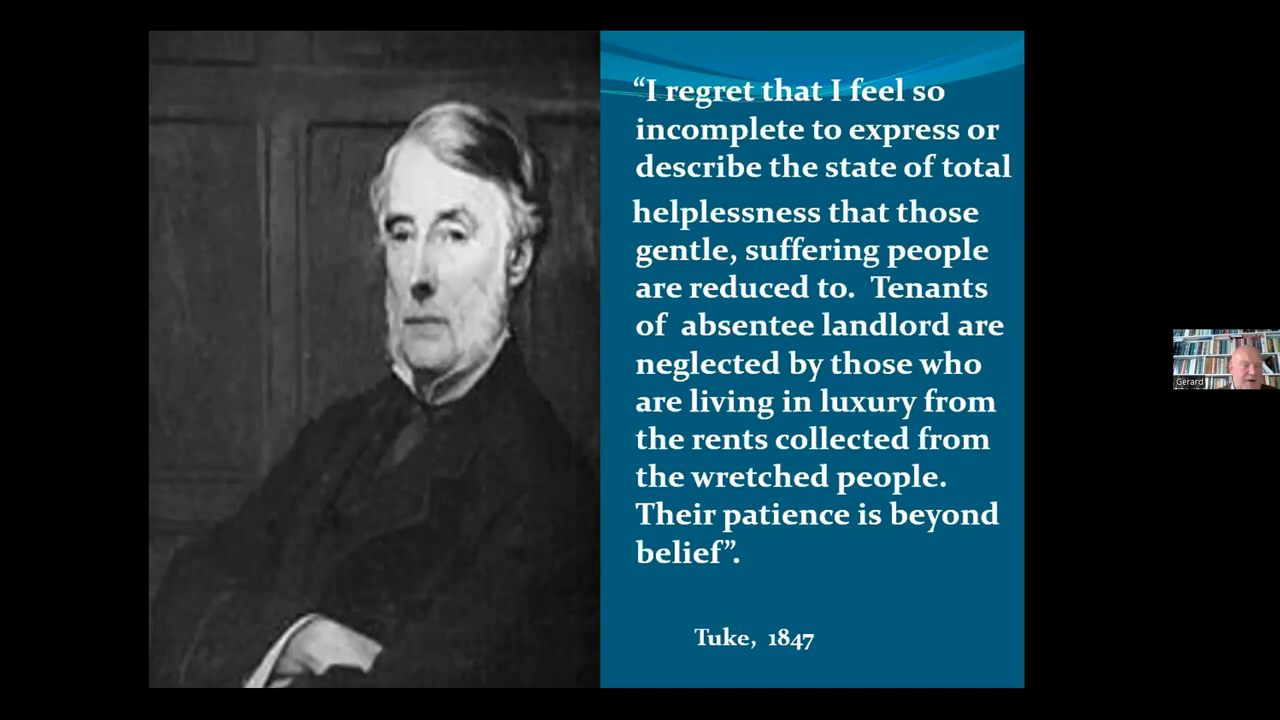 “I regret that I feel so
incomplete to express or
describe the state of total
helplessness that those
gentle, suffering people
are reduced to.  Tenants
of  absentee landlord are
neglected by those who
are living in luxury from
the rents collected from
the wretched people.
Their patience is beyond
belief”.
Tuke,  1847
Gerard